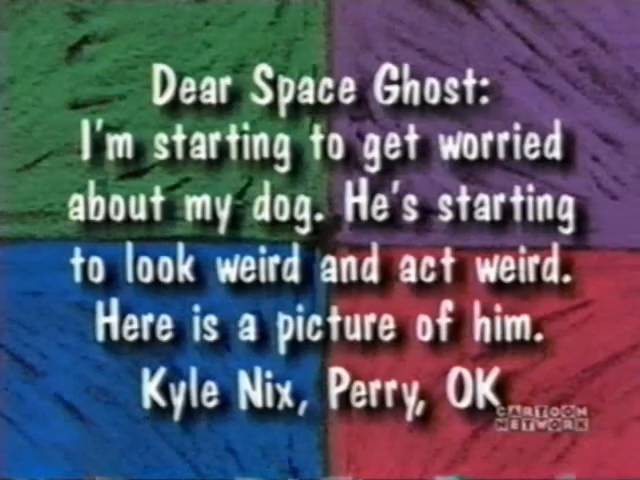 Dear Space Ghost:
I'm starting to get worried
about my dog. He's starting
to look weird and act weird.
Here is a picture of him.
Kyle Nix, Perry, OK
CARTOON
NETWORK